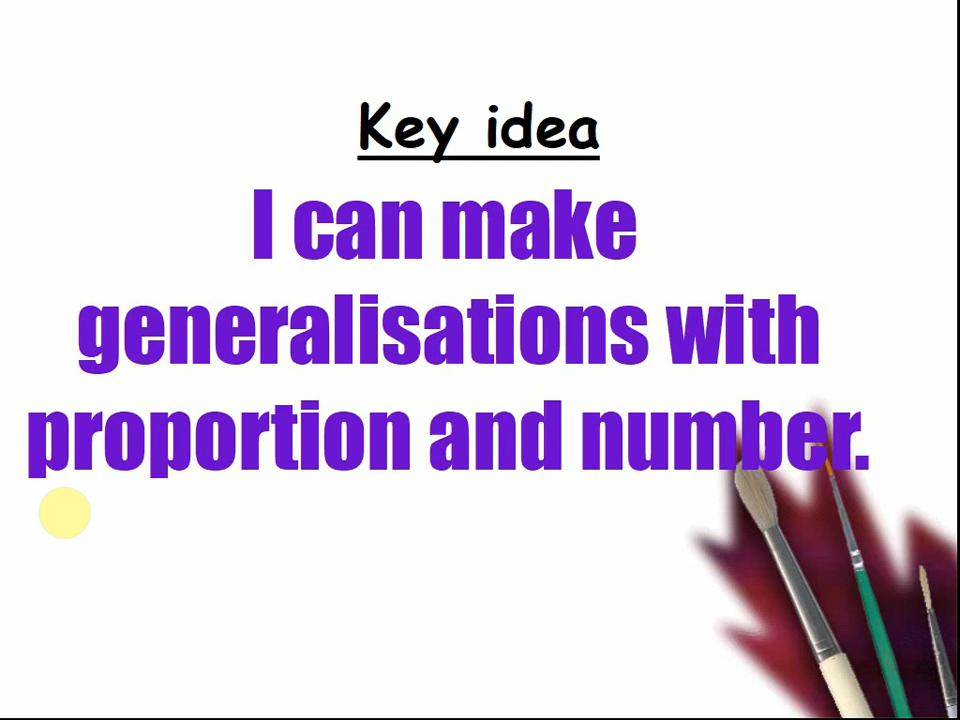 Key idea
I can make
generalisations with
proportion and number.